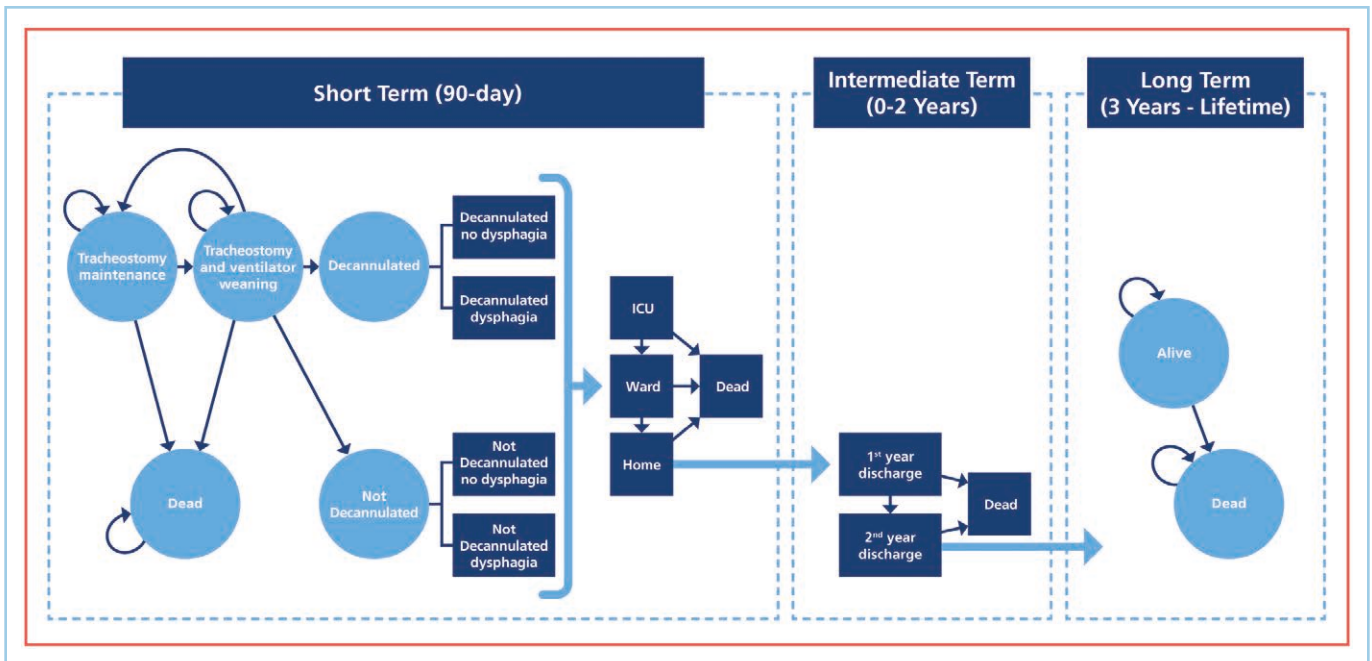 Short Term (90-day)
Intermediate Term
(0-2 Years)
Long Term
(3 Years - Lifetime)
Tracheostomy
maintenance
Tracheostomy
and ventilator
weaning
Decannulated
Decannulated
no dysphagia
Decannulated
dysphagia
Dead
Not
Decannulated
Not
Decannulated
no dysphagia
Not
Decannulated
dysphagia
ICU
Ward
Dead
Home
1st year
discharge
Dead
2nd year
discharge
Alive
Dead